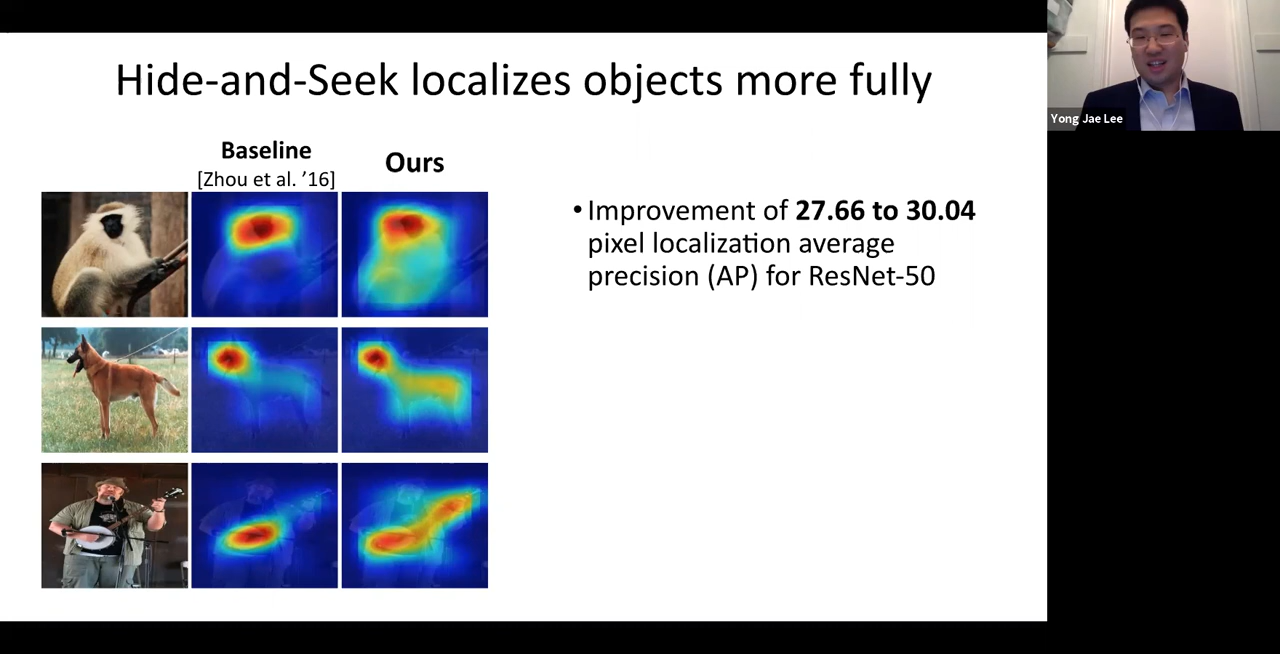 Hide-and-Seek localizes objects more fully
Yong Jae Lee
Baseline
[Zhou et al. ’16]
Ours
• Improvement of 27.66 to 30.04
pixel localization average
precision (AP) for ResNet-50